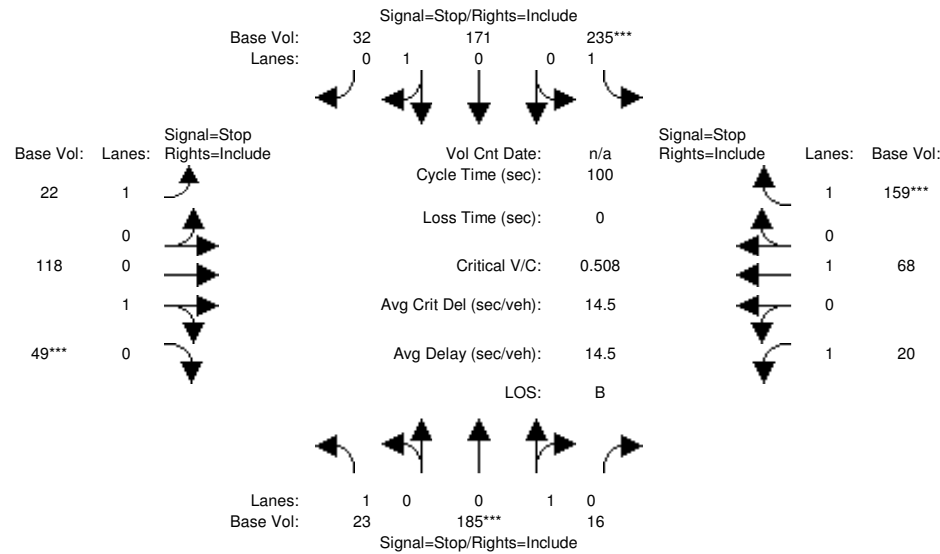 Signal=Stop/Rights=Include
Base Vol: 32 171 235***
Lanes: 0 1 0 0 1
Signal=Stop
Base Vol: Lanes: Rights=Include
Vol Cnt Date: n/a
Signal=Stop
Rights=Include Lanes: Base Vol:
Cycle Time (sec): 100
22 1
1 159***
Loss Time (sec): 0
0
0
118 0
Critical V/C: 0.508
1 68
1
Avg Crit Del (sec/veh): 14.5
0
49*** 0
Avg Delay (sec/veh): 14.5
1 20
LOS: B
Lanes: 1 0 0 1 0
Base Vol: 23 185*** 16
Signal=Stop/Rights=Include